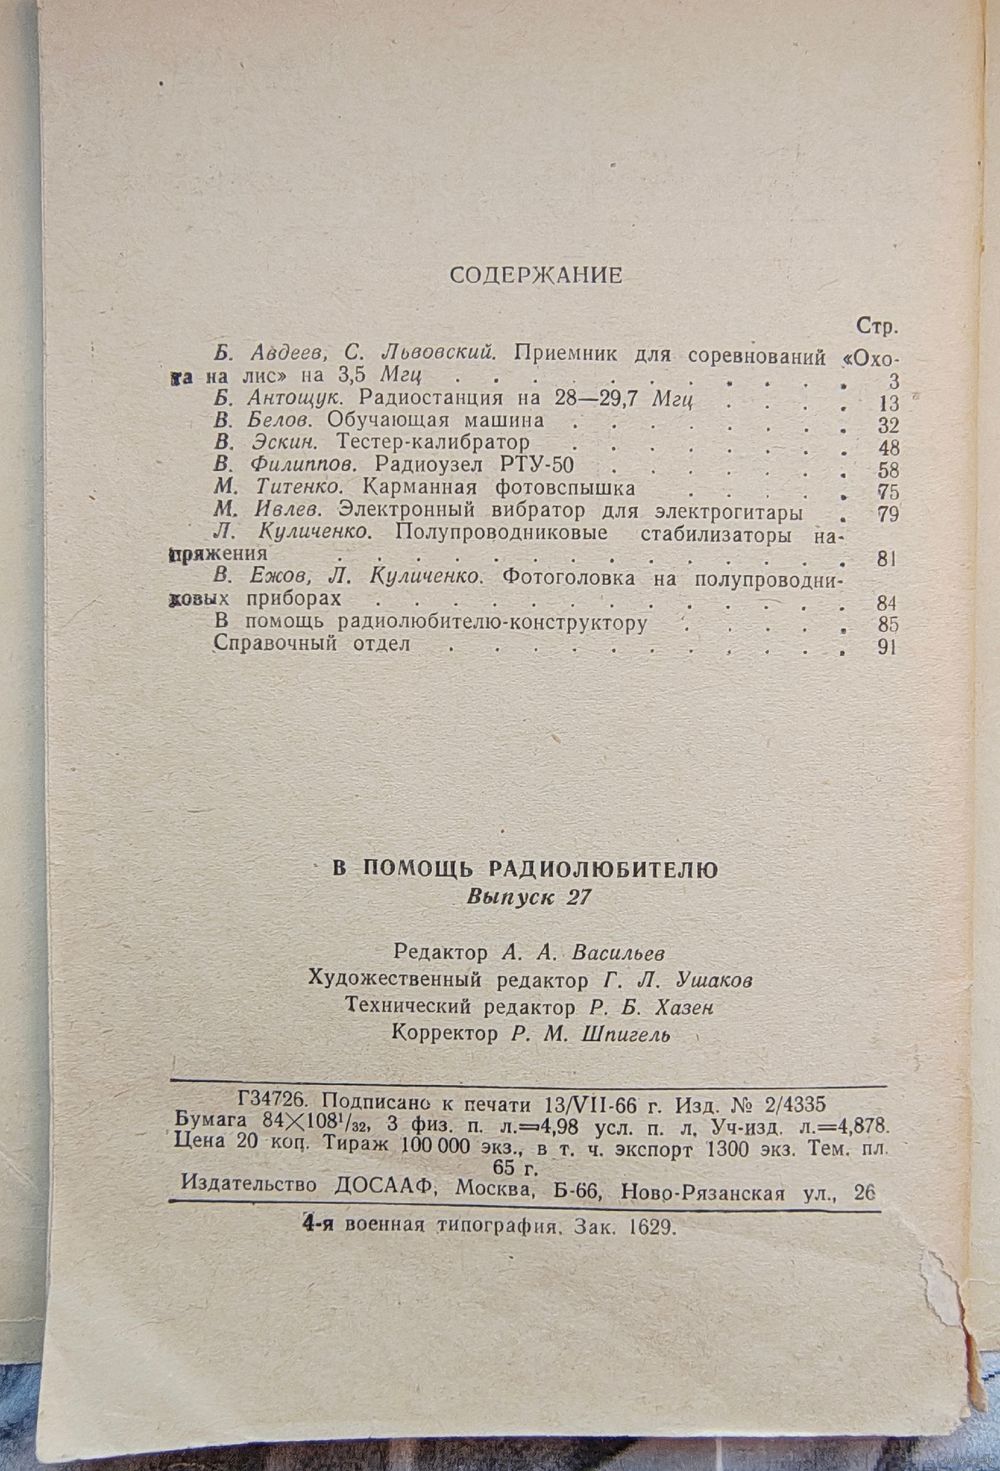 СОДЕРЖАНИЕ
Стр.
Б. Авдеев, С. Львовский. Приемник для соревнований «Охо-
та на лис» на 3,5 Мгц . . . . . . . . . . . 3
Б. Антощук. Радиостанция на 28—29,7 Мгц . . . . 13
В. Белов. Обучающая машина . . . . . . . . 32
В. Эскин. Тестер-калибратор . . . . . . . . 48
В. Филиппов. Радиоузел РТУ-50 . . . . . . . 58
М. Титенко. Карманная фотовспышка . . . . . 75
М. Ивлев. Электронный вибратор для электрогитары . 79
Л. Куличенко. Полупроводниковые стабилизаторы на-
пряжения . . . . . . . . . . . . . . 81
В. Ежов, Л. Куличенко. Фотоголовка на полупроводни-
ковых приборах . . . . . . . . . . . . . 84
В помощь радиолюбителю-конструктору . . . . . 85
Справочный отдел . . . . . . . . . . . 91
В ПОМОЩЬ РАДИОЛЮБИТЕЛЮ
Выпуск 27
Редактор А. А. Васильев
Художественный редактор Г. Л. Ушаков
Технический редактор Р. Б. Хазен
Корректор Р. М. Шпигель
Г34726. Подписано к печати 13/VII-66 г. Изд. № 2/4335
Бумага 84×108¹/₃₂, 3 физ. п. л.=4,98 усл. п. л. Уч-изд. л.=4,878.
Цена 20 коп. Тираж 100 000 экз., в т. ч. экспорт 1300 экз. Тем. пл.
65 г.
Издательство ДОСААФ, Москва, Б-66, Ново-Рязанская ул., 26
4-я военная типография. Зак. 1629.